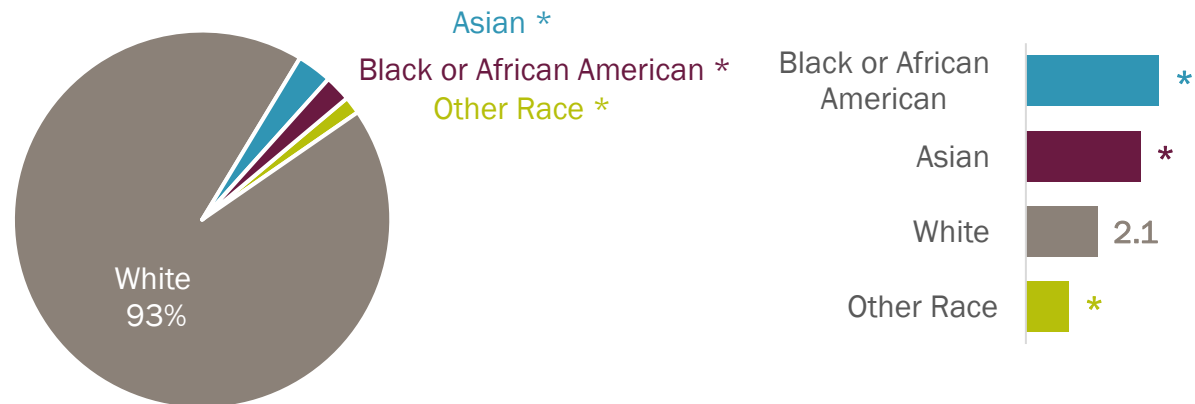 Asian *
Black or African American *
Other Race *
White
93%
Black or African
American
*
Asian
*
White
2.1
Other Race
*